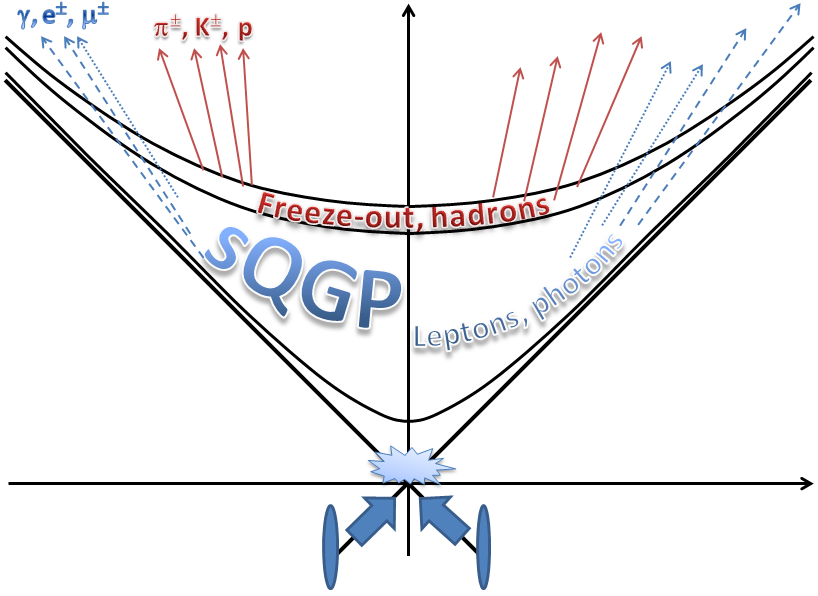 γ, e±, μ±
π±, K±, p
Freeze-out, hadrons
sQGP
Leptons, photons